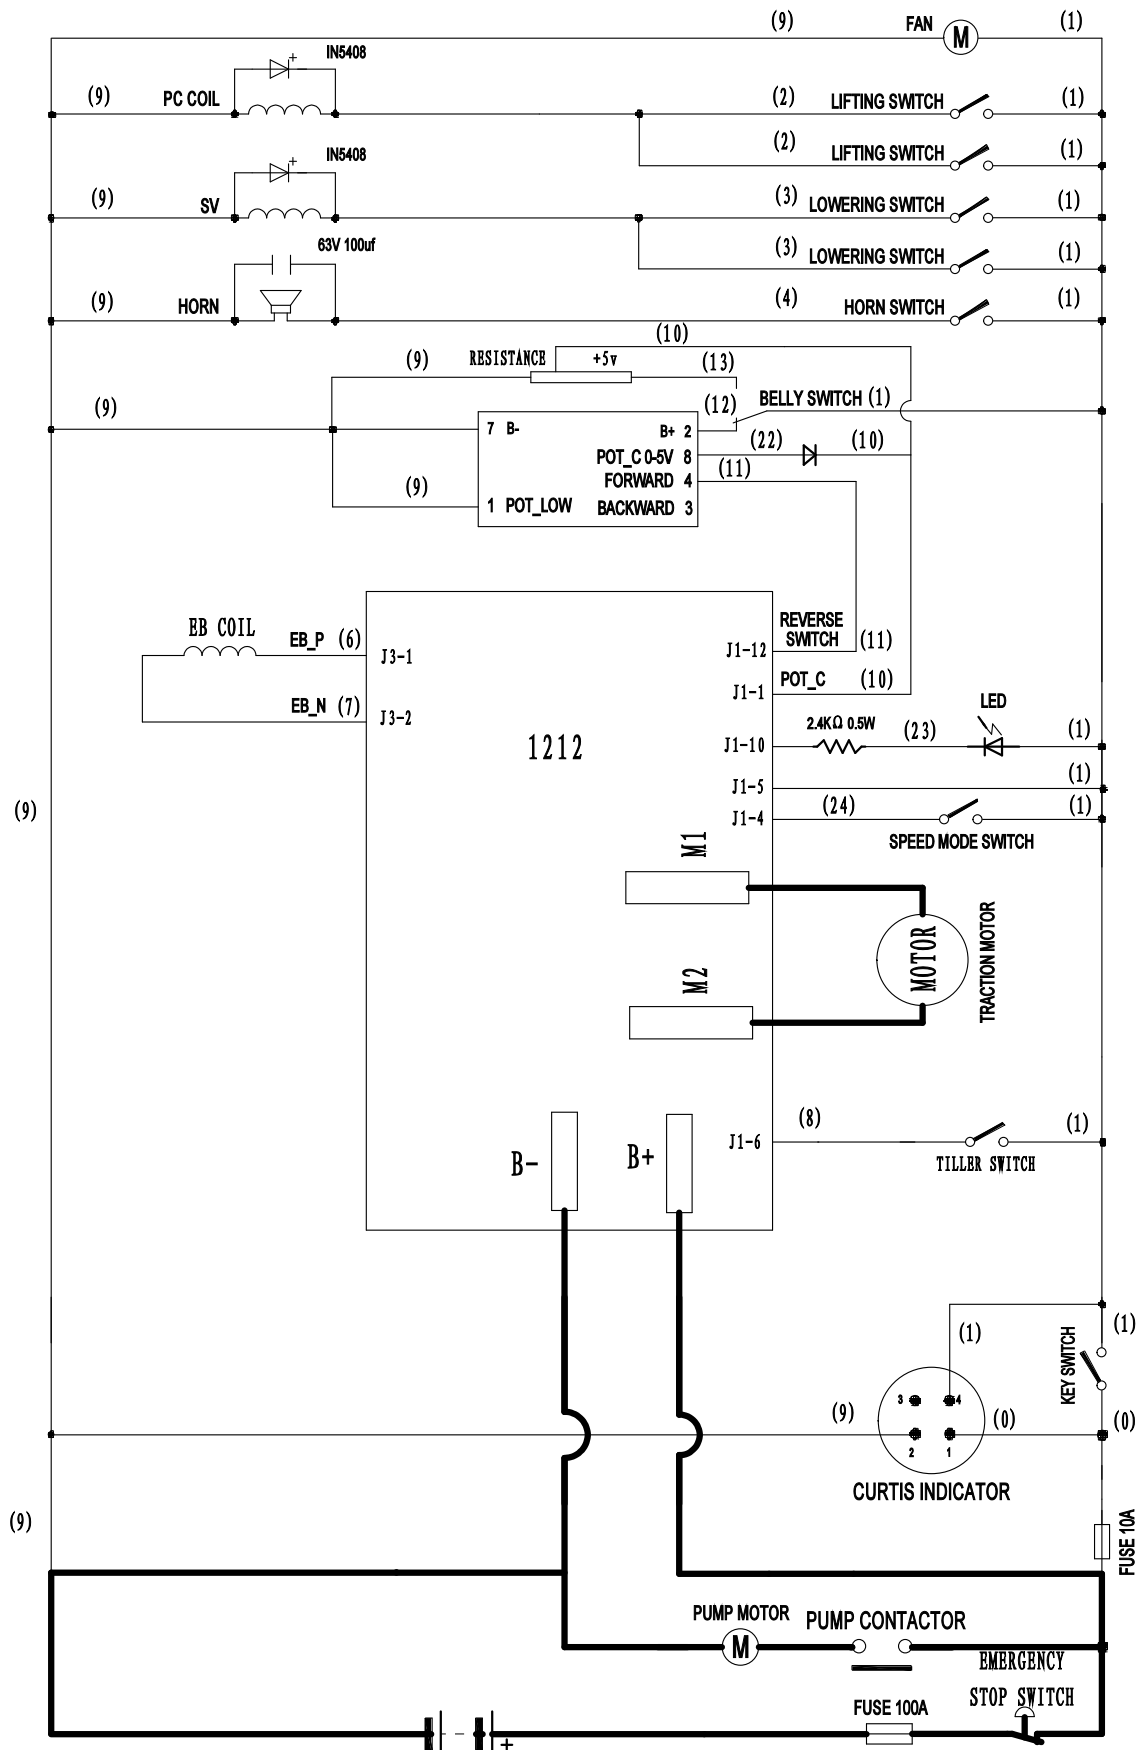 (9) FAN M (1)
IN5408
(9) PC COIL (2) LIFTING SWITCH (1)
(2) LIFTING SWITCH (1)
IN5408
(9) SV (3) LOWERING SWITCH (1)
63V 100uf (3) LOWERING SWITCH (1)
(9) HORN (4) HORN SWITCH (1)
(10)
(9) RESISTANCE +5v (13)
(9) (12) BELLY SWITCH (1)
7 B- B+ 2
(22) (10)
POT_C 0-5V 8
(9) FORWARD 4 (11)
1 POT_LOW BACKWARD 3
EB COIL EB_P (6) J3-1
REVERSE
SWITCH (11)
J1-12
POT_C (10)
J1-1
EB_N (7) J3-2
LED
2.4KΩ 0.5W (23) (1)
J1-10
1212
J1-5 (1)
(9) J1-4 (24) (1)
SPEED MODE SWITCH
M1
MOTOR
TRACTION MOTOR
M2
(8) (1)
B- B+ J1-6
TILLER SWITCH
(1) (1)
KEY SWITCH
3 4
(9) (0) (0)
2 1
CURTIS INDICATOR
(9)
FUSE 10A
PUMP MOTOR PUMP CONTACTOR
M
EMERGENCY
STOP SWITCH
FUSE 100A
+